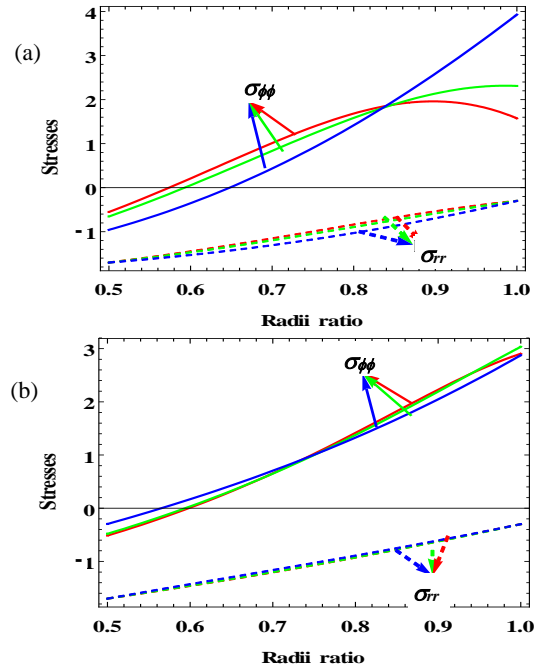 (a)
4
3
2
1
0
-1
σϕϕ
σrr
Stresses
0.5 0.6 0.7 0.8 0.9 1.0
Radii ratio
(b)
3
2
1
0
-1
σϕϕ
σrr
Stresses
0.5 0.6 0.7 0.8 0.9 1.0
Radii ratio